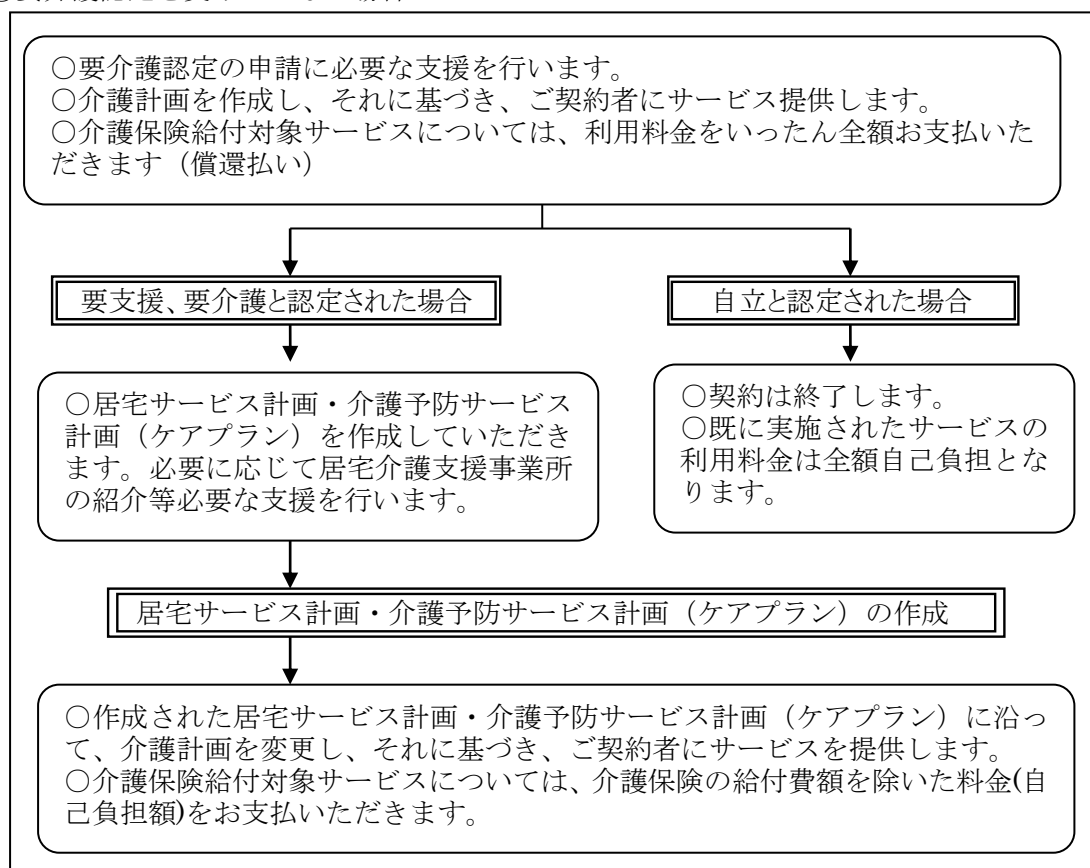 ○要介護認定の申請に必要な支援を行います。
○介護計画を作成し、それに基づき、ご契約者にサービス提供します。
○介護保険給付対象サービスについては、利用料金をいったん全額お支払いた
だきます（償還払い）
要支援、要介護と認定された場合
自立と認定された場合
○居宅サービス計画・介護予防サービス
計画（ケアプラン）を作成していただき
ます。必要に応じて居宅介護支援事業所
の紹介等必要な支援を行います。
○契約は終了します。
○既に実施されたサービスの
利用料金は全額自己負担とな
ります。
居宅サービス計画・介護予防サービス計画（ケアプラン）の作成
○作成された居宅サービス計画・介護予防サービス計画（ケアプラン）に沿っ
て、介護計画を変更し、それに基づき、ご契約者にサービスを提供します。
○介護保険給付対象サービスについては、介護保険の給付費額を除いた料金(自
己負担額)をお支払いただきます。